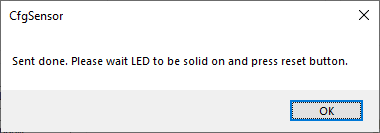 CfgSensor
Sent done. Please wait LED to be solid on and press reset button.
OK